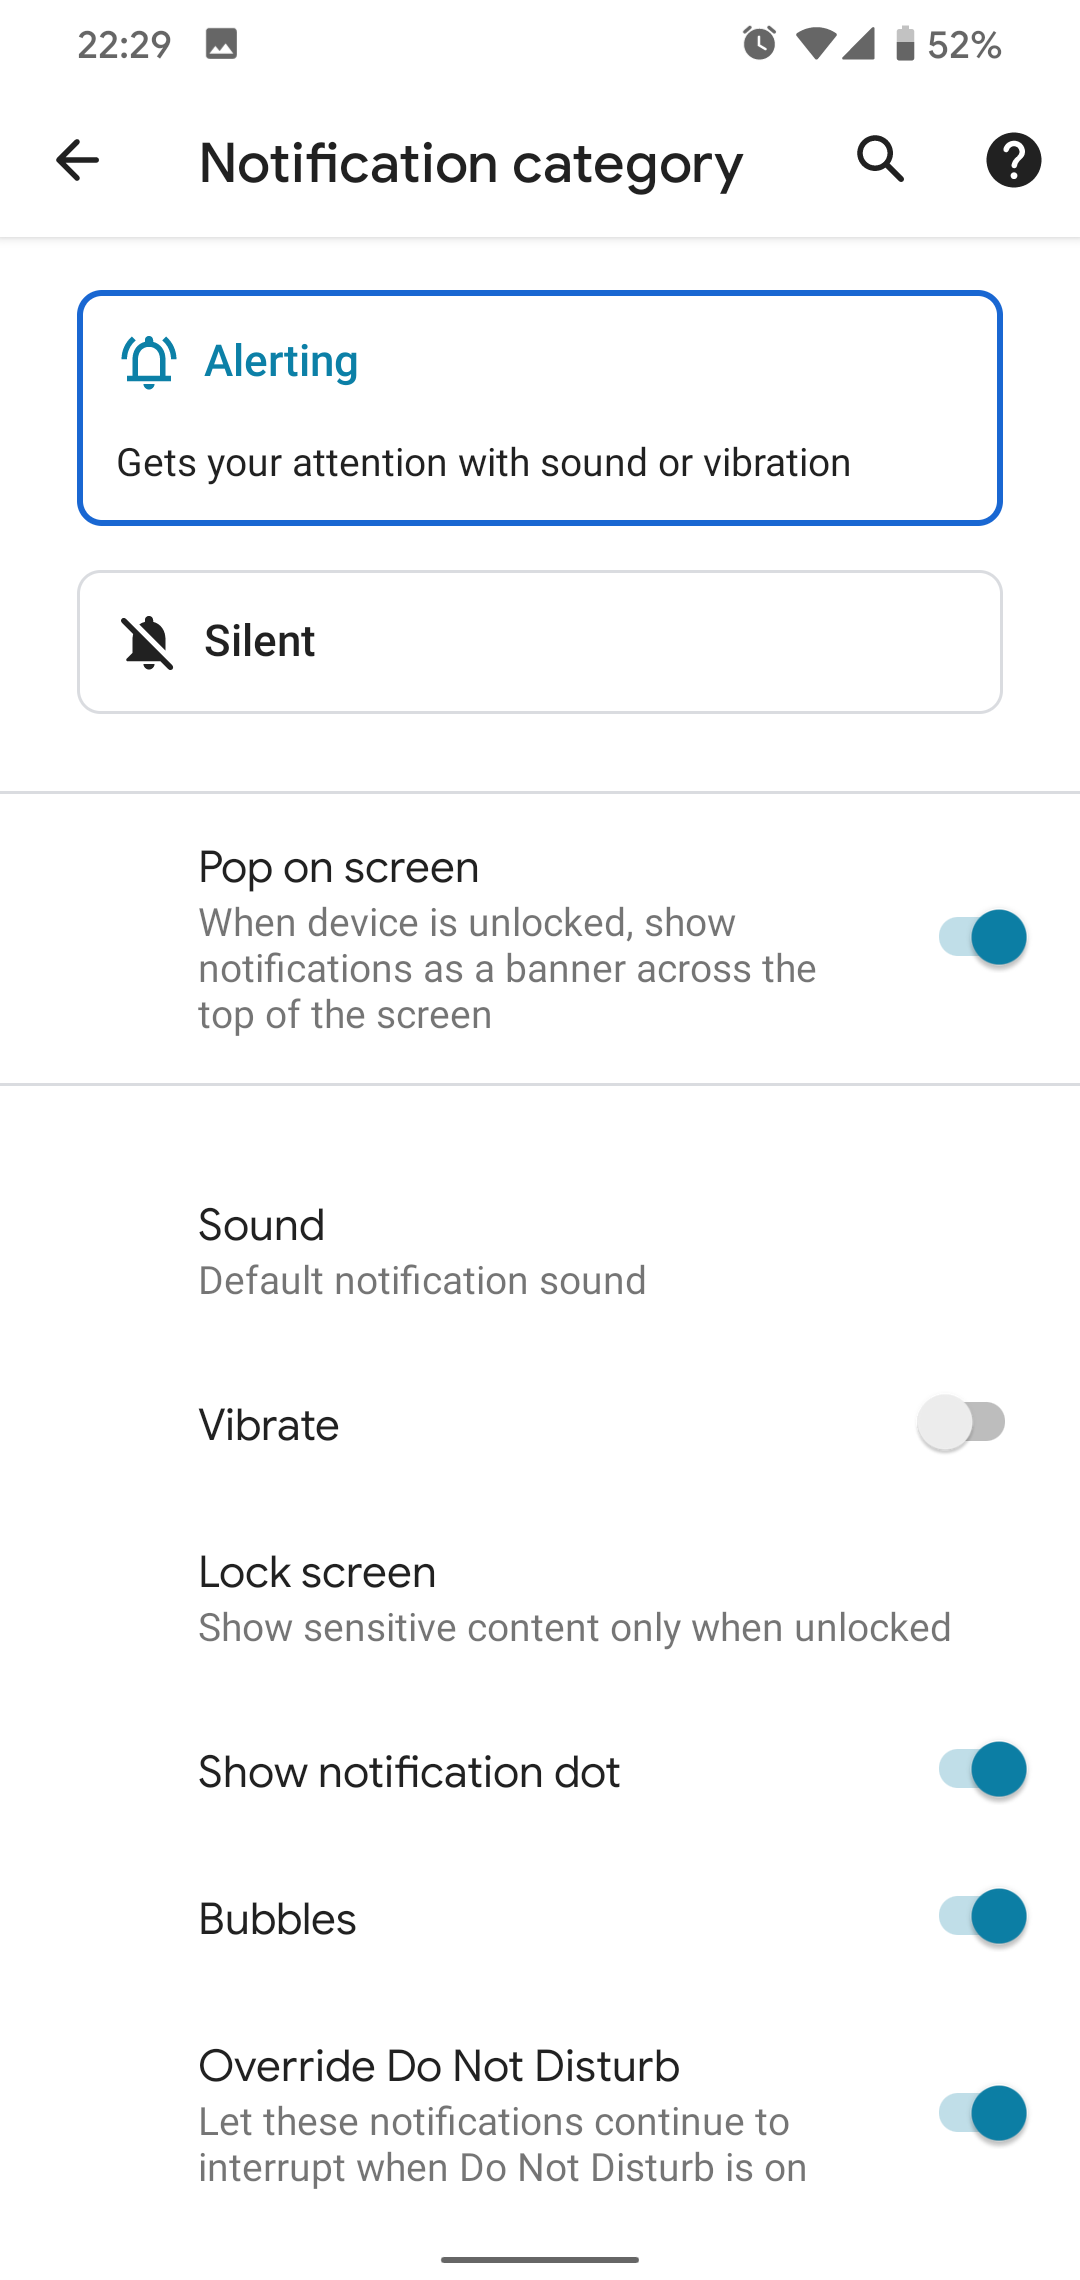 22:29 52%
Notification category
Alerting
Gets your attention with sound or vibration
Silent
Pop on screen
When device is unlocked, show
notifications as a banner across the
top of the screen
Sound
Default notification sound
Vibrate
Lock screen
Show sensitive content only when unlocked
Show notification dot
Bubbles
Override Do Not Disturb
Let these notifications continue to
interrupt when Do Not Disturb is on